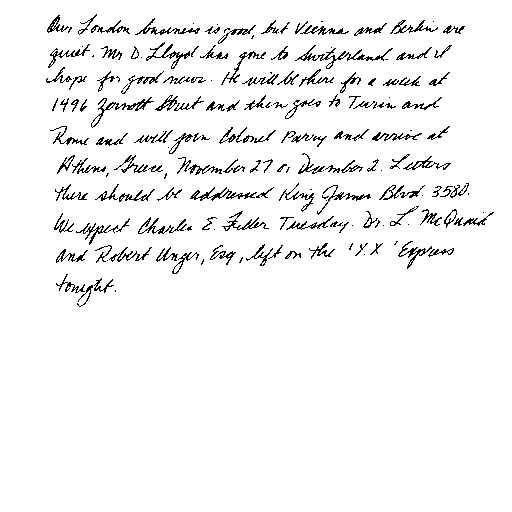 Our London business is good, but Vienna and Berlin are
quiet. Mr D. Lloyd has gone to Switzerland and I
hope for good news. He will be there for a week at
1496 Zermott Street and then goes to Turin and
Rome and will join Colonel Parry and arrive at
Athens, Greece, November 27 or December 2. Letters
there should be addressed King James Blvd. 3580.
We expect Charles E. Fuller Tuesday. Dr. L. McQuaid
and Robert Unger, Esq, left on the 'Y.X' Express
tonight.